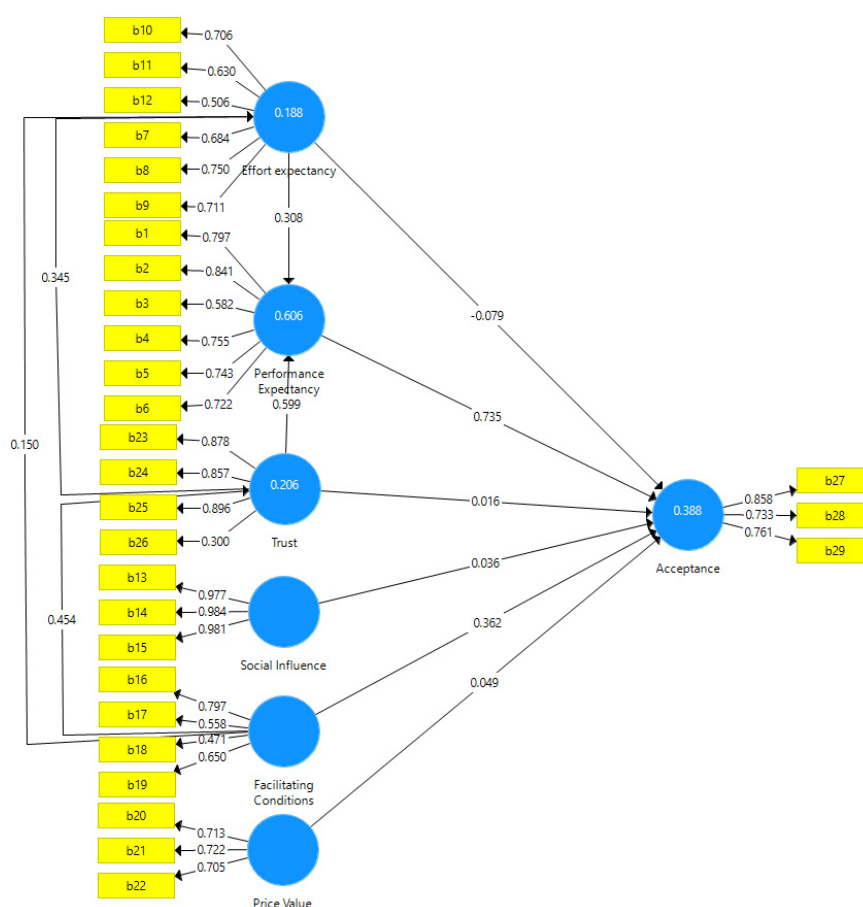 b10
0.706
b11
0.630
b12
0.506
0.188
b7
0.684
b8
0.750
Effort expectancy
b9
0.711
0.308
b1
0.797
b2
0.841
0.345
b3
0.582
0.606
-0.079
b4
0.755
b5
0.743
Performance
Expectancy
b6
0.722
0.599
0.735
b23
0.878
0.150
b24
0.857
0.206
b25
0.896
0.016
b26
0.300
Trust
0.388
Acceptance
0.858
b27
0.733
b28
0.761
b29
b13
0.977
0.036
b14
0.984
0.454
b15
0.981
Social Influence
0.362
b16
0.797
b17
0.558
b18
0.471
0.650
b19
Facilitating
Conditions
0.049
b20
0.713
b21
0.722
b22
0.705
Price Value